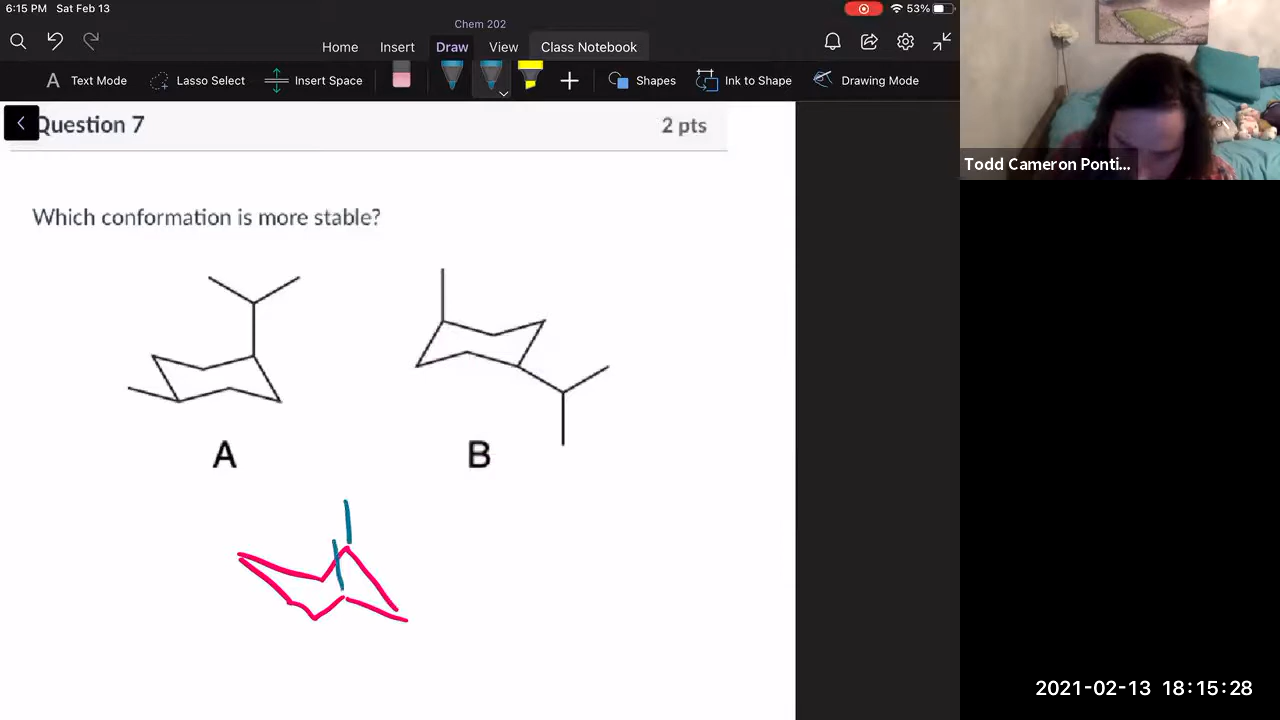 6:15 PM Sat Feb 13
53%
Chem 202
Home Insert Draw View Class Notebook
Text Mode Lasso Select Insert Space Shapes Ink to Shape Drawing Mode
Question 7 2 pts
Todd Cameron Ponti...
Which conformation is more stable?
A B
2021-02-13 18:15:28